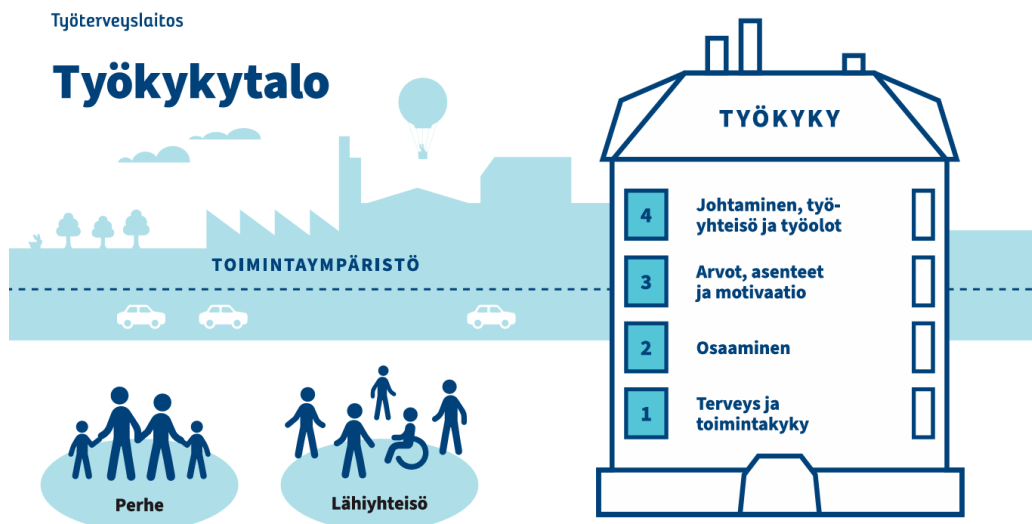 Työterveyslaitos
Työkykytalo
TYÖKYKY
4
Johtaminen, työ-
yhteisö ja työolot
3
Arvot, asenteet
ja motivaatio
2
Osaaminen
1
Terveys ja
toimintakyky
TOIMINTAYMPÄRISTÖ
Perhe
Lähiyhteisö